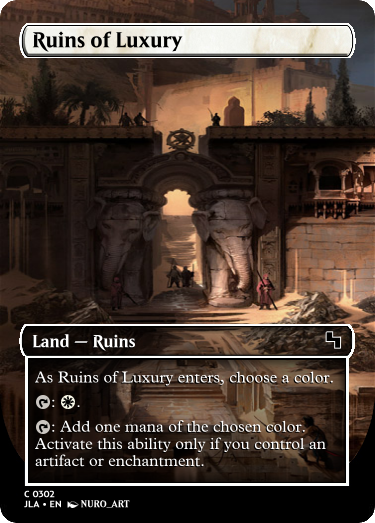 Ruins of Luxury
Land — Ruins
As Ruins of Luxury enters, choose a color.
: .
: Add one mana of the chosen color.
Activate this ability only if you control an
artifact or enchantment.
C 0302
JLA • EN NURO_ART